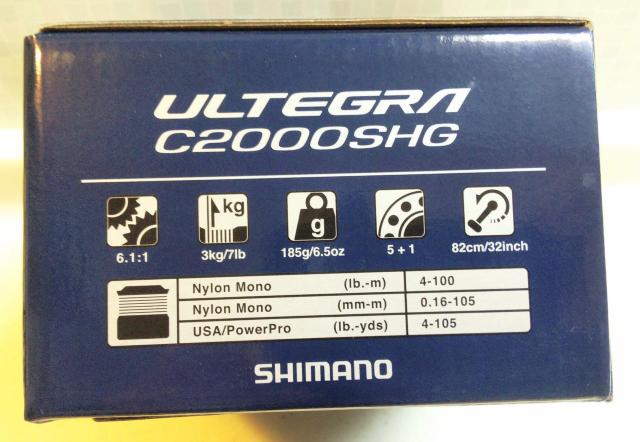 ULTEGRA
C2000SHG
kg
g
6.1:1 3kg/7lb 185g/6.5oz 5+1 82cm/32inch
Nylon Mono (lb.-m) 4-100
Nylon Mono (mm-m) 0.16-105
USA/PowerPro (lb.-yds) 4-105
SHIMANO